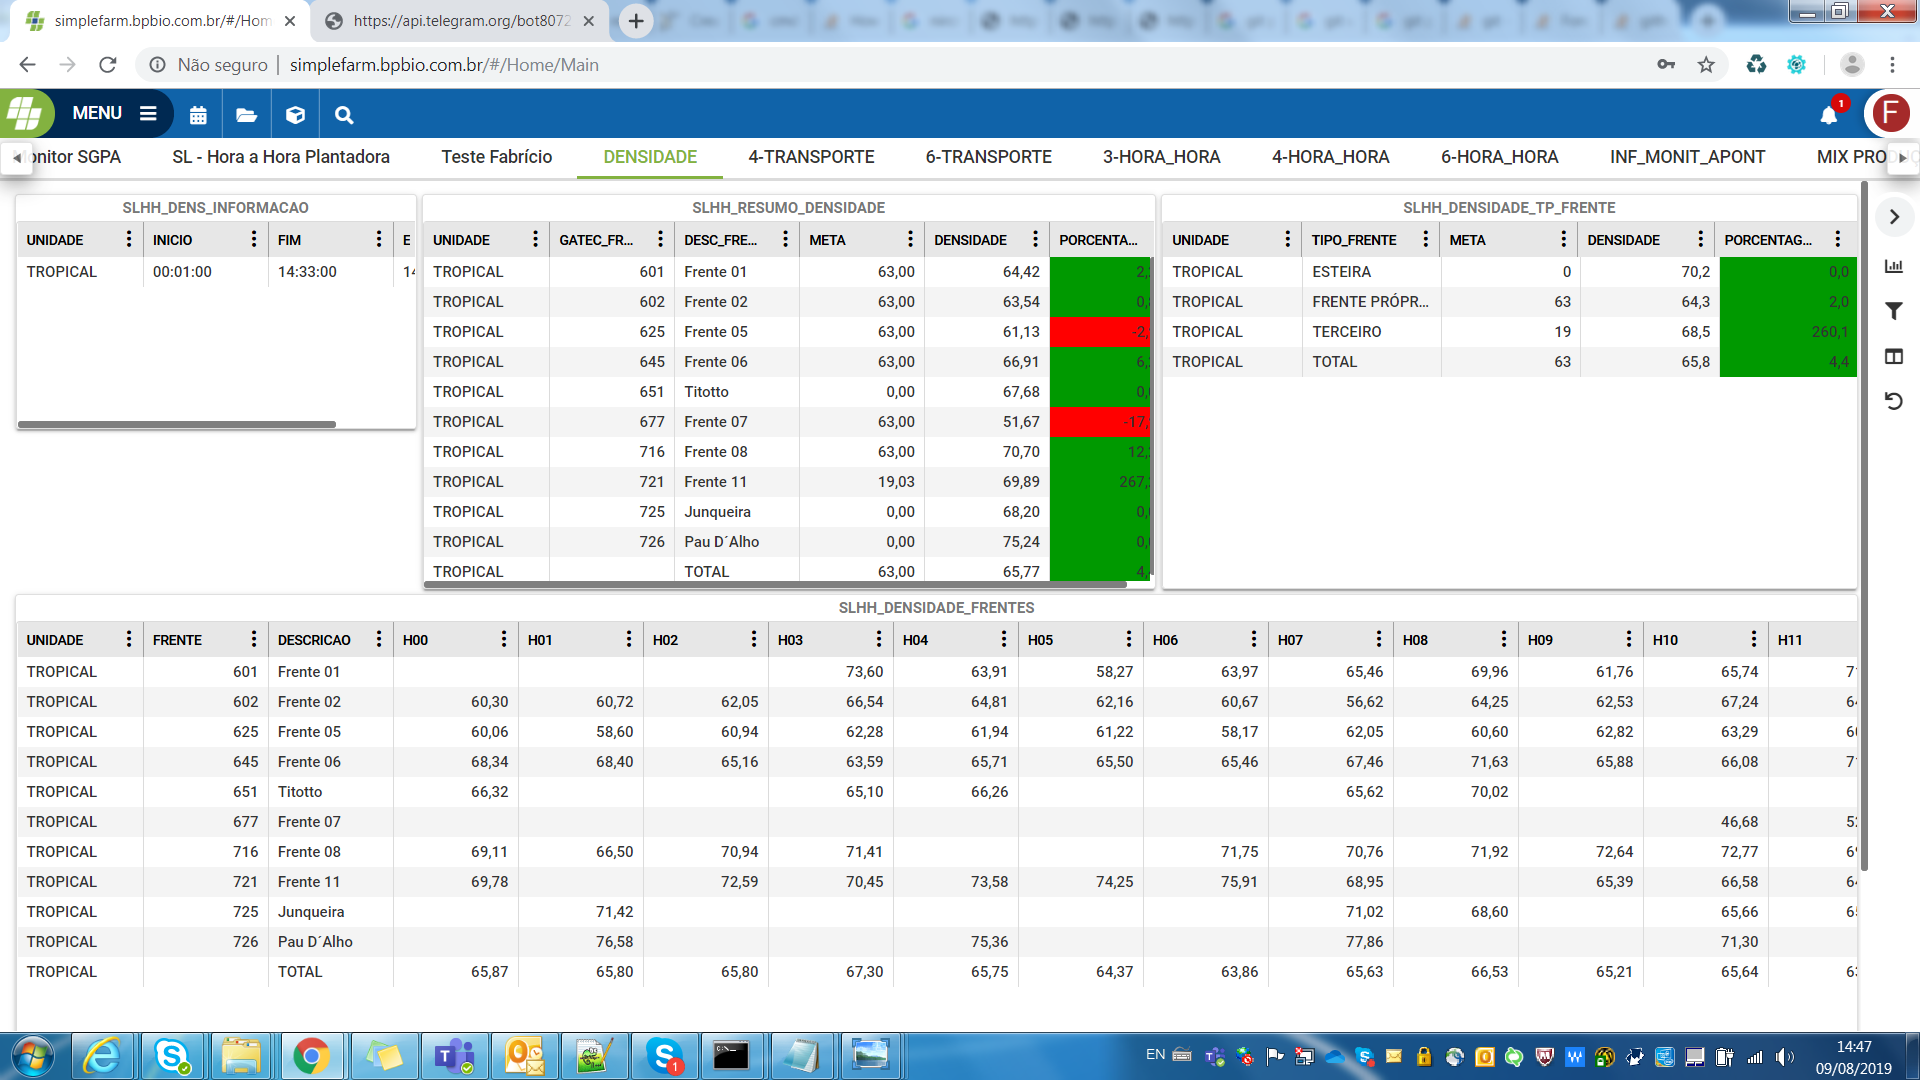 simplefarm.bpbio.com.br/#/Hom
https://api.telegram.org/bot8072
Não seguro | simplefarm.bpbio.com.br/#/Home/Main
MENU
1
F
onitor SGPA SL - Hora a Hora Plantadora Teste Fabrício DENSIDADE 4-TRANSPORTE 6-TRANSPORTE 3-HORA_HORA 4-HORA_HORA 6-HORA_HORA INF_MONIT_APONT MIX PRO
SLHH_DENS_INFORMACAO
UNIDADE INICIO FIM E
TROPICAL 00:01:00 14:33:00 14
SLHH_RESUMO_DENSIDADE
UNIDADE GATEC_FR... DESC_FRE... META DENSIDADE PORCENTA...
TROPICAL 601 Frente 01 63,00 64,42 2,
TROPICAL 602 Frente 02 63,00 63,54 0,
TROPICAL 625 Frente 05 63,00 61,13 -2,
TROPICAL 645 Frente 06 63,00 66,91 6,
TROPICAL 651 Titotto 0,00 67,68 0,
TROPICAL 677 Frente 07 63,00 51,67 -17,
TROPICAL 716 Frente 08 63,00 70,70 12,
TROPICAL 721 Frente 11 19,03 69,89 267,
TROPICAL 725 Junqueira 0,00 68,20 0,
TROPICAL 726 Pau D´Alho 0,00 75,24 0,
TROPICAL TOTAL 63,00 65,77 4,
SLHH_DENSIDADE_TP_FRENTE
UNIDADE TIPO_FRENTE META DENSIDADE PORCENTAG...
TROPICAL ESTEIRA 0 70,2 0,0
TROPICAL FRENTE PRÓPR... 63 64,3 2,0
TROPICAL TERCEIRO 19 68,5 260,1
TROPICAL TOTAL 63 65,8 4,4
SLHH_DENSIDADE_FRENTES
UNIDADE FRENTE DESCRICAO H00 H01 H02 H03 H04 H05 H06 H07 H08 H09 H10 H11
TROPICAL 601 Frente 01 73,60 63,91 58,27 63,97 65,46 69,96 61,76 65,74 7
TROPICAL 602 Frente 02 60,30 60,72 62,05 66,54 64,81 62,16 60,67 56,62 64,25 62,53 67,24 6
TROPICAL 625 Frente 05 60,06 58,60 60,94 62,28 61,94 61,22 58,17 62,05 60,60 62,82 63,29 6
TROPICAL 645 Frente 06 68,34 68,40 65,16 63,59 65,71 65,50 65,46 67,46 71,63 65,88 66,08 7
TROPICAL 651 Titotto 66,32 65,10 66,26 65,62 70,02
TROPICAL 677 Frente 07 46,68 5
TROPICAL 716 Frente 08 69,11 66,50 70,94 71,41 71,75 70,76 71,92 72,64 72,77 6
TROPICAL 721 Frente 11 69,78 72,59 70,45 73,58 74,25 75,91 68,95 65,39 66,58 6
TROPICAL 725 Junqueira 71,42 71,02 68,60 65,66 6
TROPICAL 726 Pau D´Alho 76,58 75,36 77,86 71,30
TROPICAL TOTAL 65,87 65,80 65,80 67,30 65,75 64,37 63,86 65,63 66,53 65,21 65,64 6
EN
14:47
09/08/2019